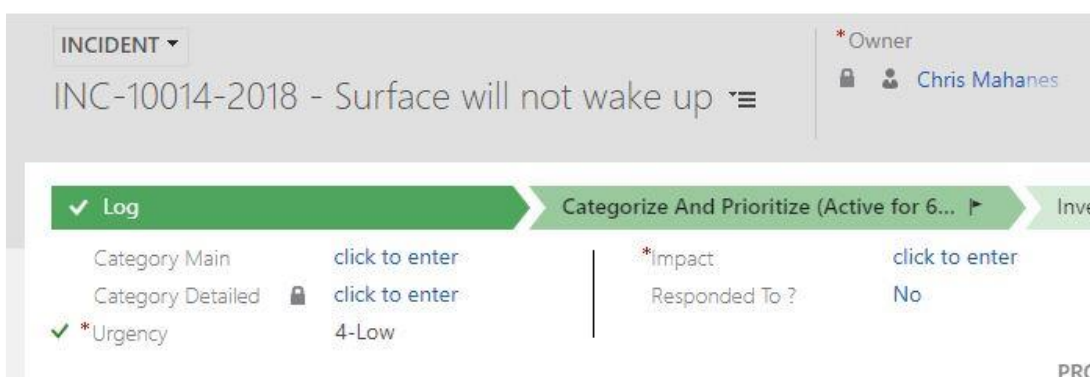 INCIDENT
*Owner
INC-10014-2018 - Surface will not wake up
Chris Mahanes
Log
Categorize And Prioritize (Active for 6...
Inve
Category Main click to enter
*Impact click to enter
Category Detailed click to enter
Responded To ? No
*Urgency 4-Low
PRO